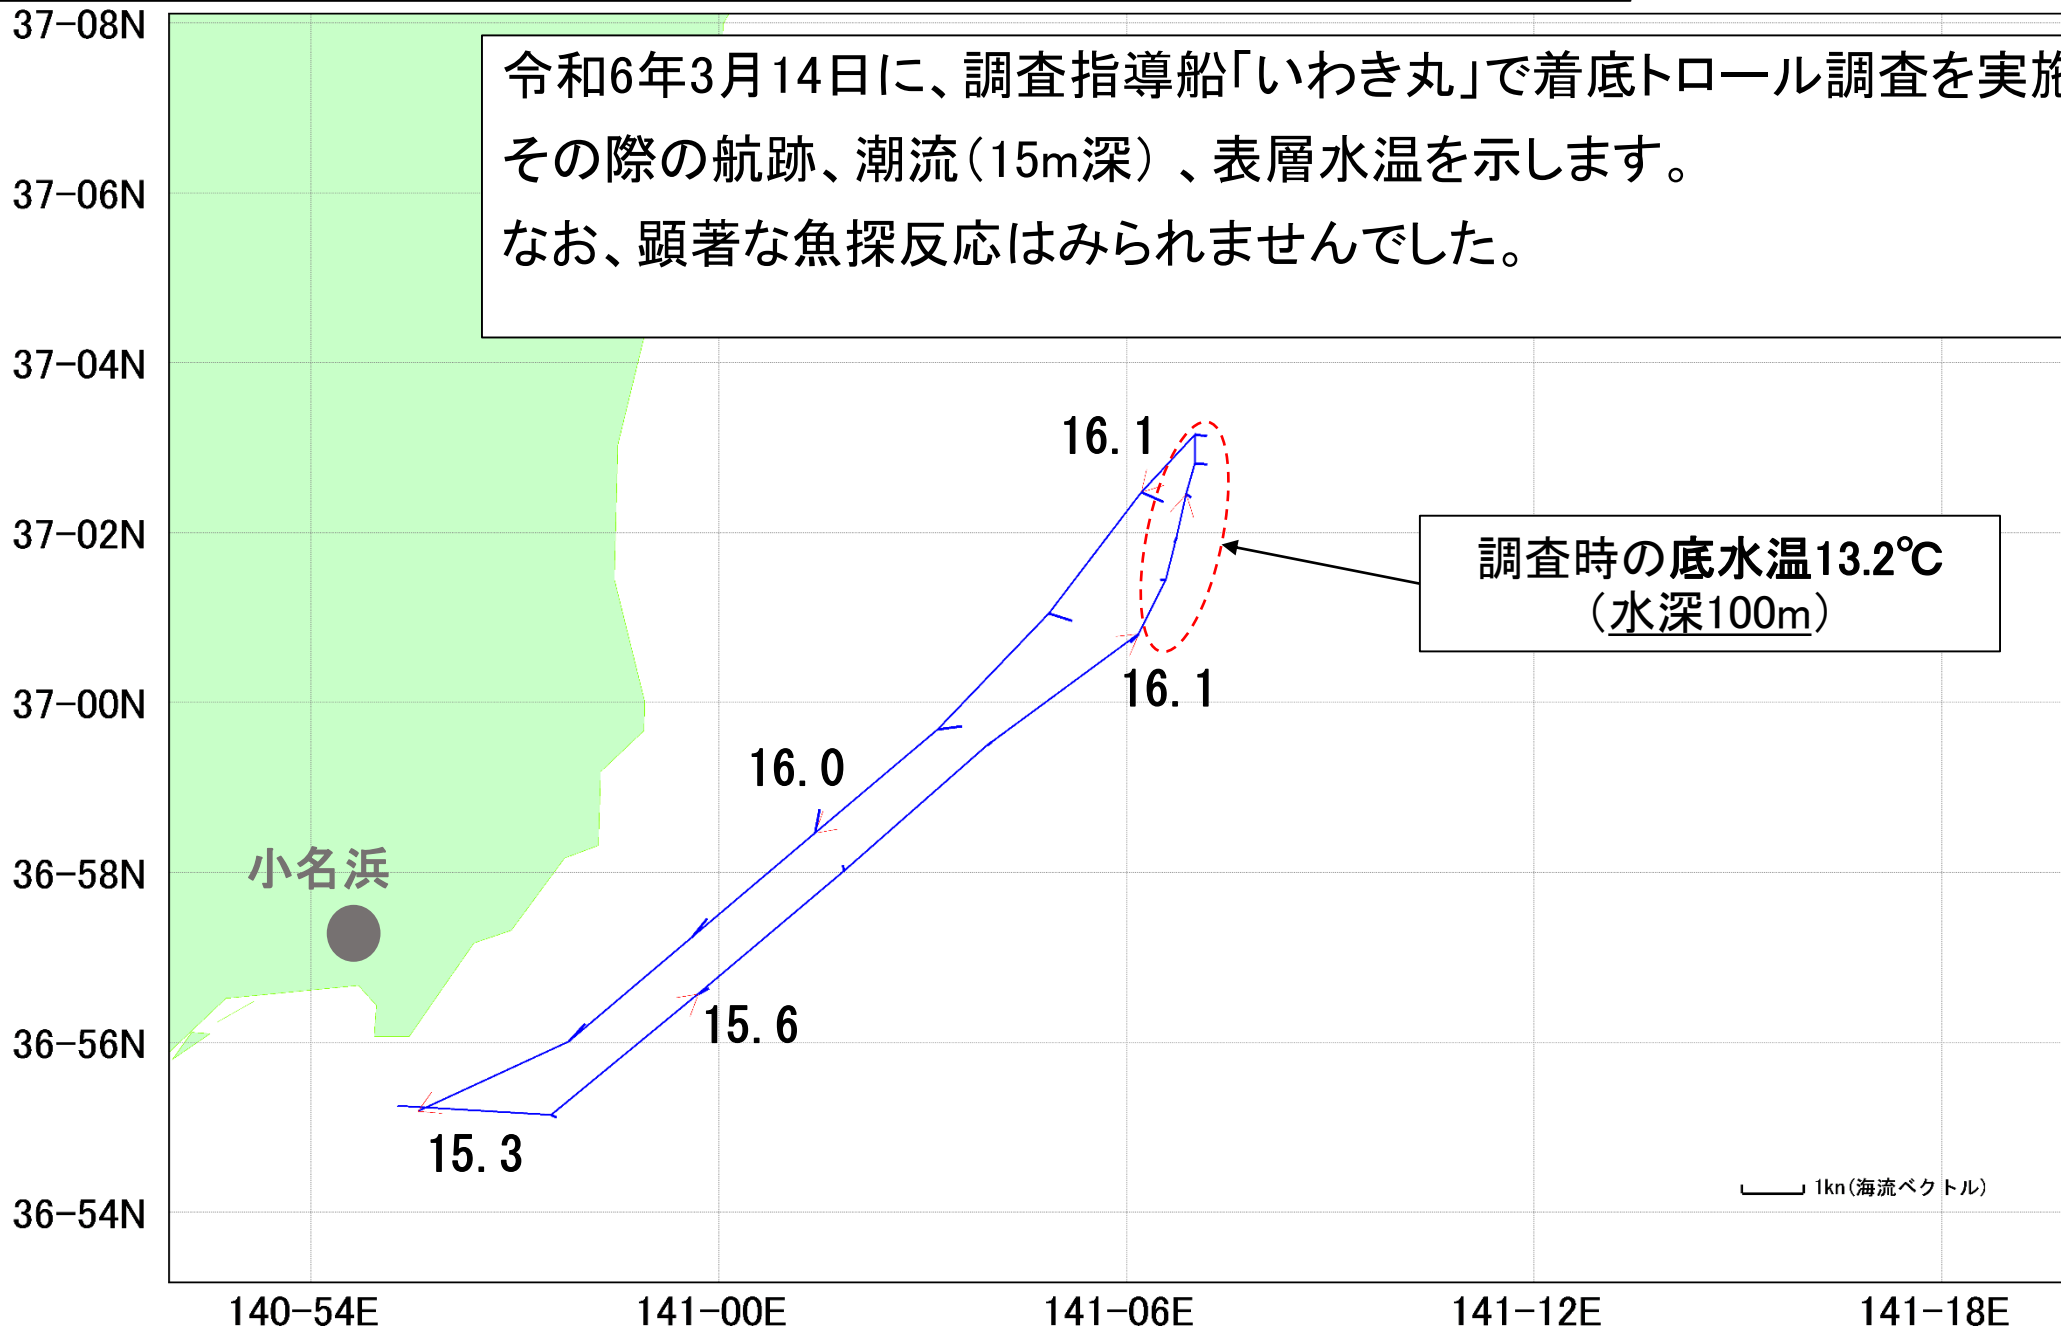 37-08N
令和6年3月14日に、調査指導船「いわき丸」で着底トロール調査を実施
その際の航跡、潮流(15m深)、表層水温を示します。
37-06N
なお、顕著な魚探反応はみられませんでした。
37-04N
16.1
37-02N
調査時の底水温13.2℃
(水深100m)
37-00N
16.1
16.0
36-58N
小名浜
36-56N
15.6
15.3
1kn(海流ベクトル)
36-54N
140-54E
141-00E
141-06E
141-12E
141-18E